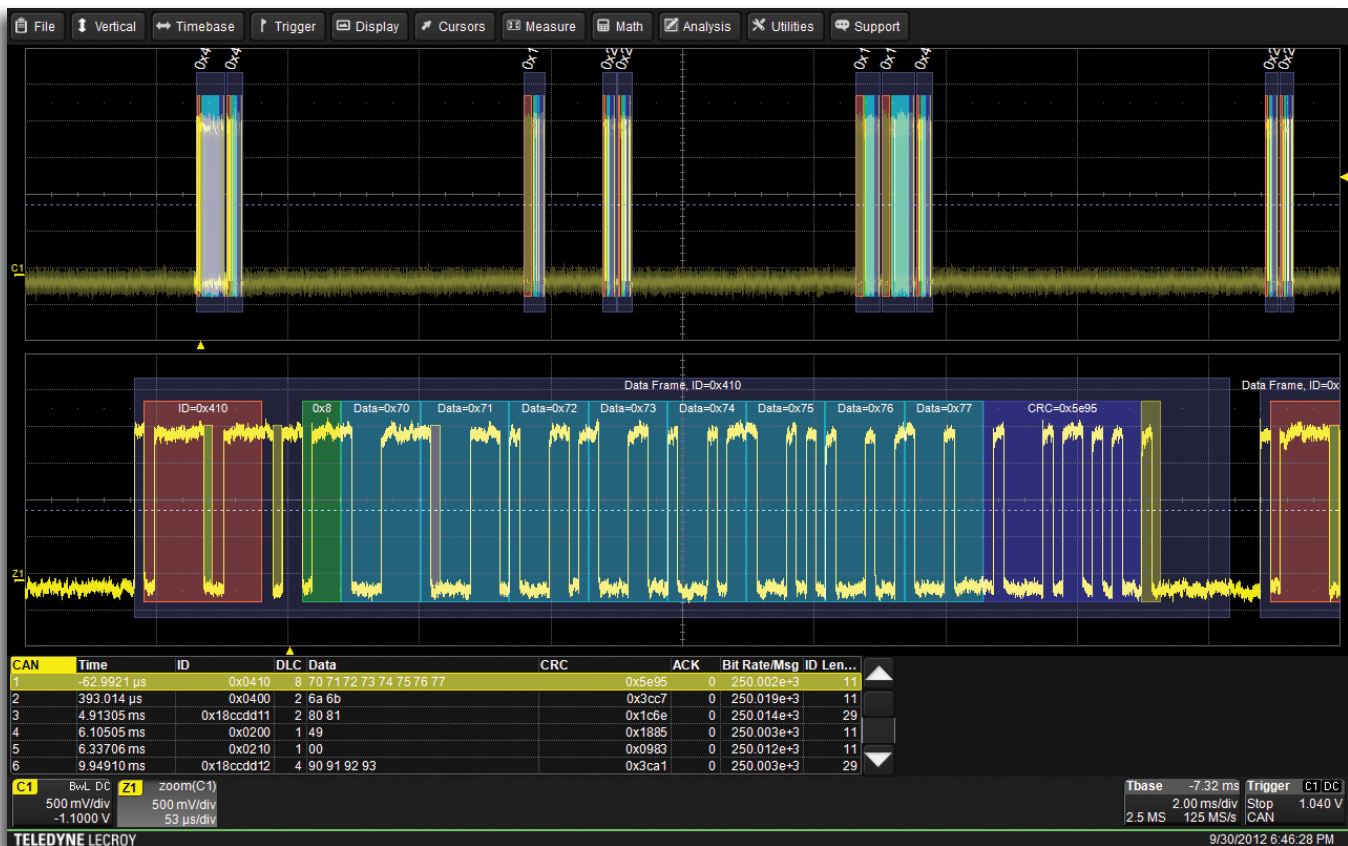 File Vertical Timebase Trigger Display Cursors Measure Math Analysis Utilities Support
0x4 0x4 0x1 0x2 0x2 0x1 0x1 0x4 0x2 0x2
C1
Data Frame, ID=0x410 Data Frame, ID=0x
ID=0x410 0x8 Data=0x70 Data=0x71 Data=0x72 Data=0x73 Data=0x74 Data=0x75 Data=0x76 Data=0x77 CRC=0x5e95
Z1
CAN Time ID DLC Data CRC ACK Bit Rate/Msg ID Len...
1 -62.9921 µs 0x0410 8 70 71 72 73 74 75 76 77 0x5e95 0 250.002e+3 11
2 393.014 µs 0x0400 2 6a 6b 0x3cc7 0 250.019e+3 11
3 4.91305 ms 0x18ccdd11 2 80 81 0x1c6e 0 250.014e+3 29
4 6.10505 ms 0x0200 1 49 0x1885 0 250.003e+3 11
5 6.33706 ms 0x0210 1 00 0x0983 0 250.012e+3 11
6 9.94910 ms 0x18ccdd12 4 90 91 92 93 0x3ca1 0 250.003e+3 29
C1 BwL DC
500 mV/div
-1.1000 V
Z1 zoom(C1)
500 mV/div
53 µs/div
Tbase -7.32 ms
2.00 ms/div
2.5 MS 125 MS/s
Trigger C1 DC
Stop 1.040 V
CAN
TELEDYNE LECROY
9/30/2012 6:46:28 PM